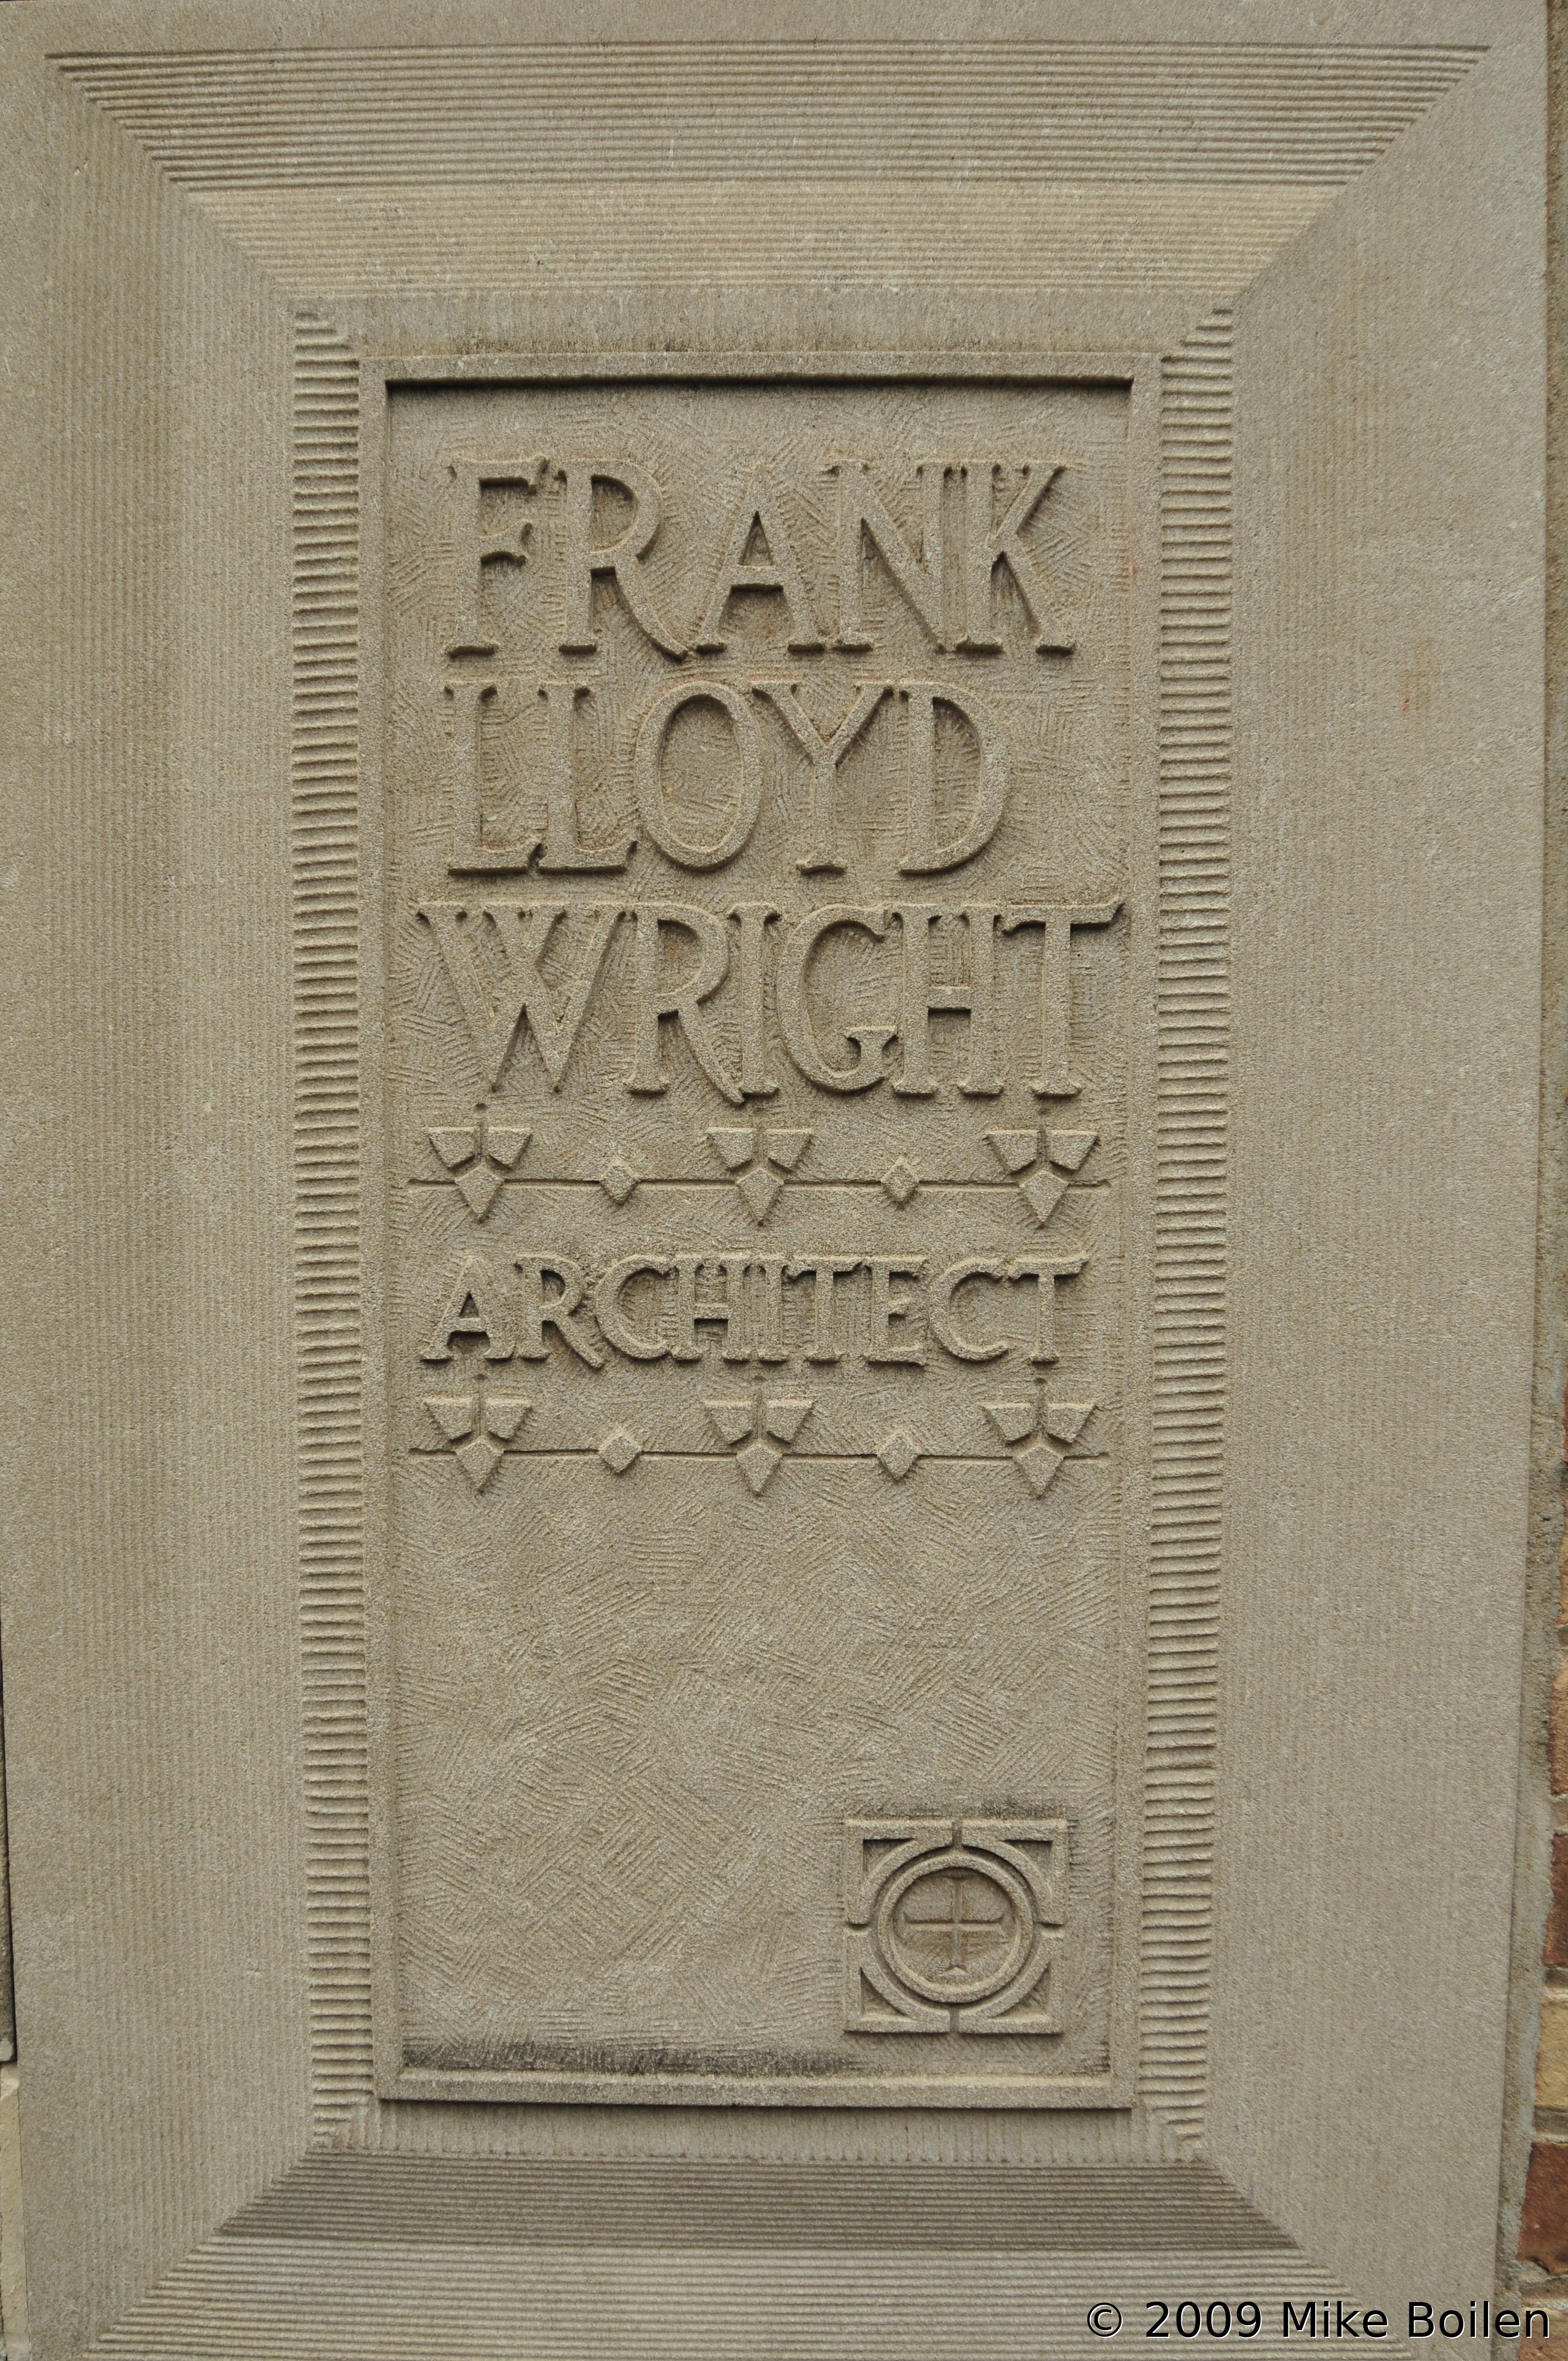 FRANK
LLOYD
WRIGHT
ARCHITECT
© 2009 Mike Boilen